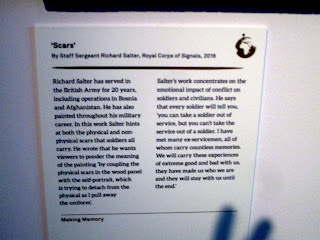 'Scars'
By Staff Sergeant Richard Salter, Royal Corps of Signals, 2016
Richard Salter has served in
the British Army for 20 years,
including operations in Bosnia
and Afghanistan. He has also
painted throughout his military
career. In this work Salter hints
at both the physical and non-
physical scars that soldiers all
carry. He wrote that he wants
viewers to ponder the meaning
of the painting 'by coupling the
physical scars in the wood panel
with the self-portrait, which
is trying to detach from the
physical as I pull away
the uniform'.
Salter's work concentrates on the
emotional impact of conflict on
soldiers and civilians. He says
that every soldier will tell you,
'you can take a soldier out of
service, but you can't take the
service out of a soldier. I have
met many ex-servicemen, all of
whom carry countless memories.
We will carry these experiences
of extreme good and bad with us,
they have made us who we are
and they will stay with us until
the end.'
Making Memory